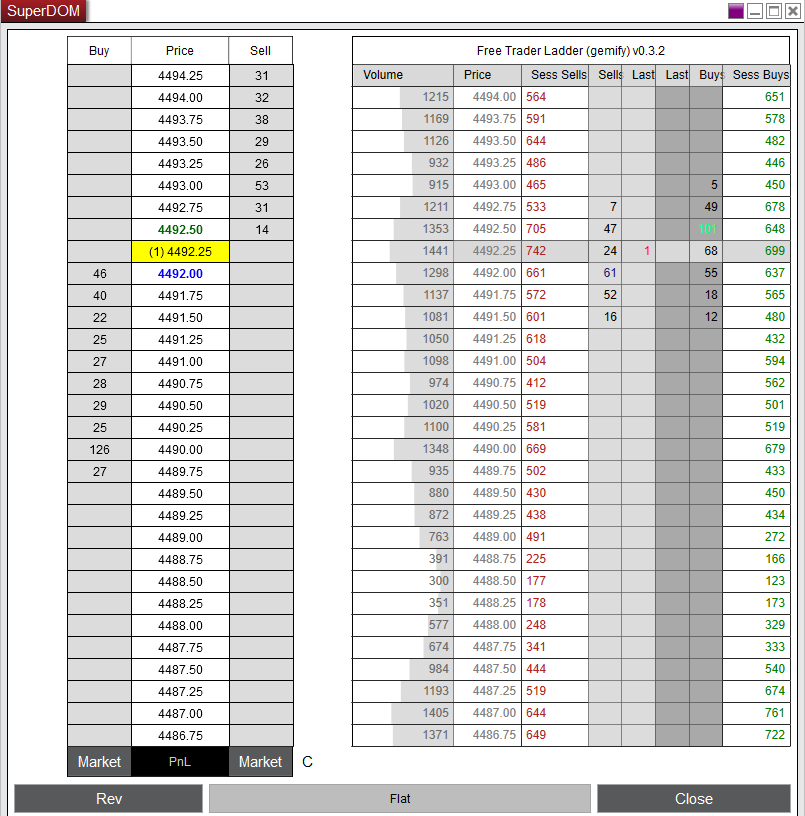 SuperDOM
Buy Price Sell Free Trader Ladder (gemify) v0.3.2
4494.25 31 Volume Price Sess Sells Sells Last Last Buys Sess Buys
4494.00 32 1215 4494.00 564 651
4493.75 38 1169 4493.75 591 578
4493.50 29 1126 4493.50 644 482
4493.25 26 932 4493.25 486 446
4493.00 53 915 4493.00 465 5 450
4492.75 31 1211 4492.75 533 7 49 678
4492.50 14 1353 4492.50 705 47 101 648
(1) 4492.25 1441 4492.25 742 24 1 68 699
46 4492.00 1298 4492.00 661 61 55 637
40 4491.75 1137 4491.75 572 52 18 565
22 4491.50 1081 4491.50 601 16 12 480
25 4491.25 1050 4491.25 618 432
27 4491.00 1098 4491.00 504 594
28 4490.75 974 4490.75 412 562
29 4490.50 1020 4490.50 519 501
25 4490.25 1100 4490.25 581 519
126 4490.00 1348 4490.00 669 679
27 4489.75 935 4489.75 502 433
4489.50 880 4489.50 430 450
4489.25 872 4489.25 438 434
4489.00 763 4489.00 491 272
4488.75 391 4488.75 225 166
4488.50 300 4488.50 177 123
4488.25 351 4488.25 178 173
4488.00 577 4488.00 248 329
4487.75 674 4487.75 341 333
4487.50 984 4487.50 444 540
4487.25 1193 4487.25 519 674
4487.00 1405 4487.00 644 761
4486.75 1371 4486.75 649 722
Market PnL Market C
Rev Flat Close